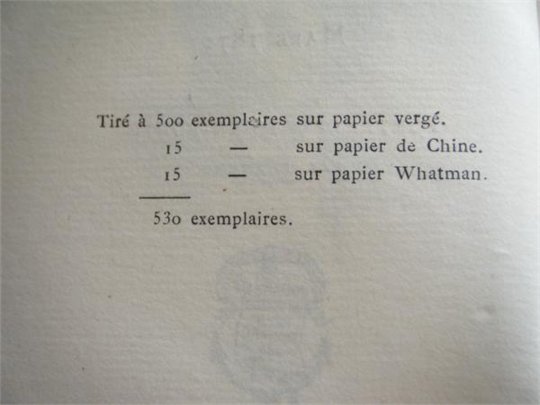 Tiré à 500 exemplaires sur papier vergé.
15 — sur papier de Chine.
15 — sur papier Whatman.
530 exemplaires.